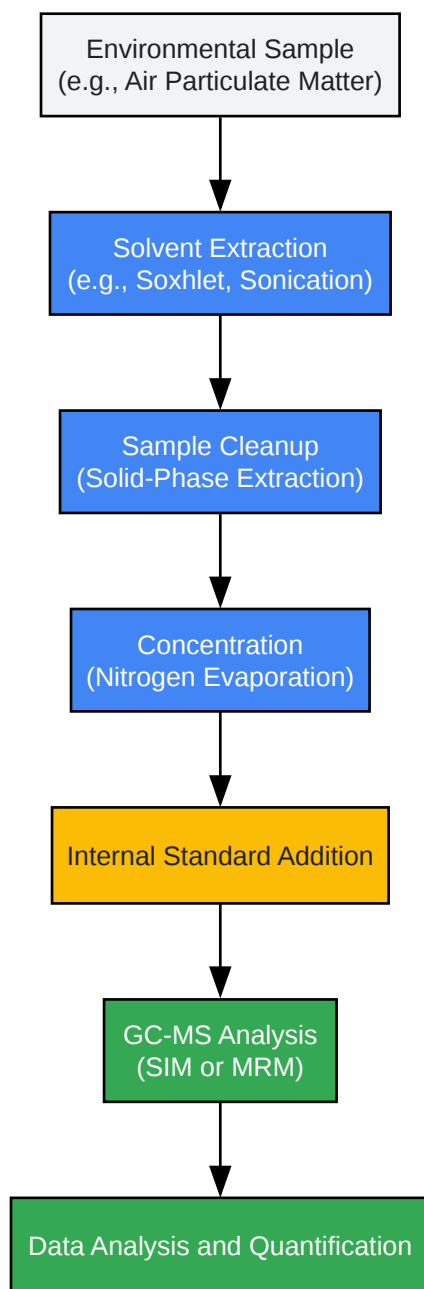 Environmental Sample
(e.g., Air Particulate Matter)
Solvent Extraction
(e.g., Soxhlet, Sonication)
Sample Cleanup
(Solid-Phase Extraction)
Concentration
(Nitrogen Evaporation)
Internal Standard Addition
GC-MS Analysis
(SIM or MRM)
Data Analysis and Quantification